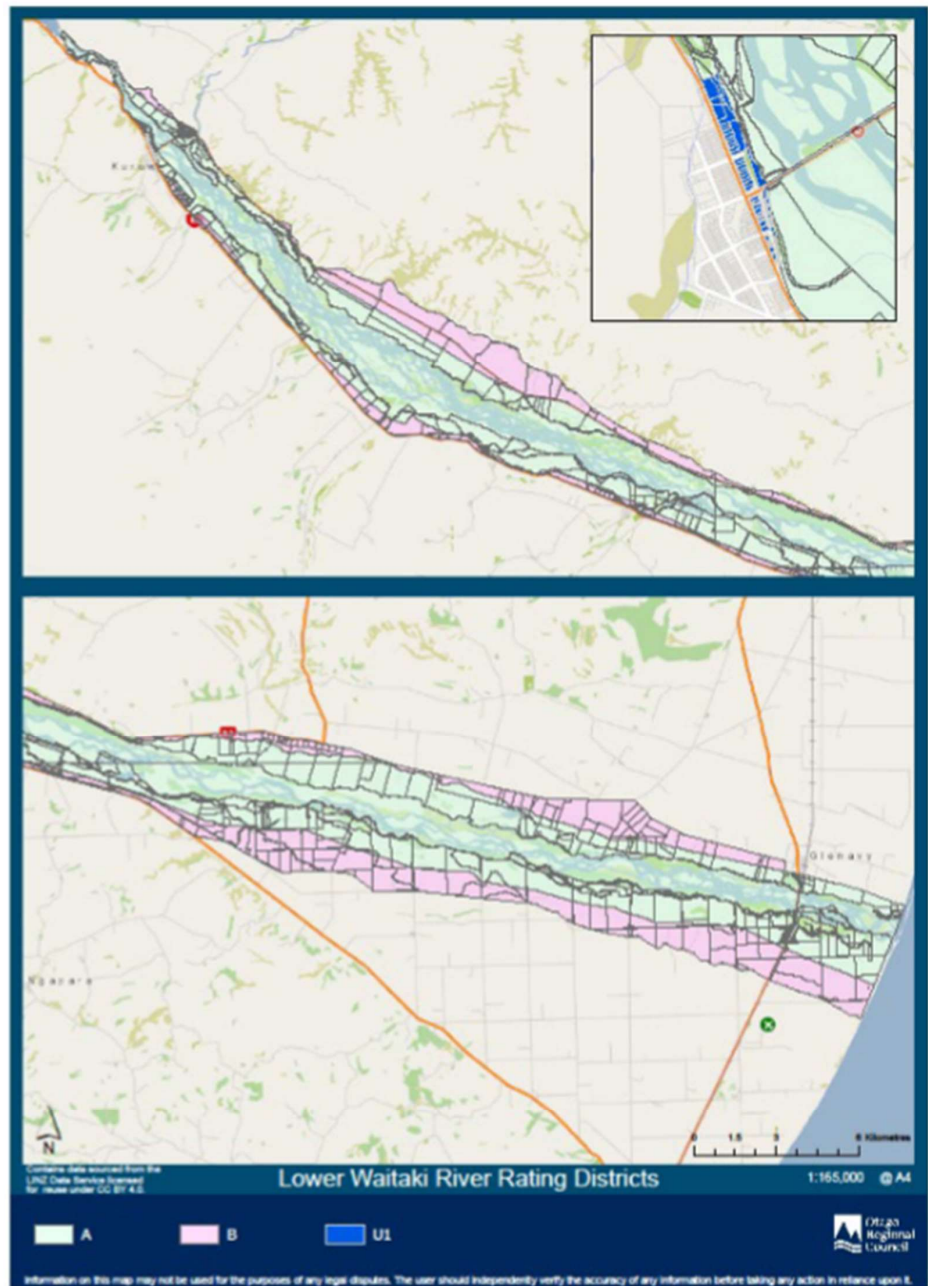 Kurow
Glenavy
Ngapara
N
0 1.5 3 6 Kilometres
Contains data sourced from the
LINZ Data Service licensed
for reuse under CC BY 4.0.
Lower Waitaki River Rating Districts
1:165,000 @ A4
A
B
U1
Otago
Regional
Council
Information on this map may not be used for the purposes of any legal disputes. The user should independently verify the accuracy of any information before taking any action in reliance upon it.